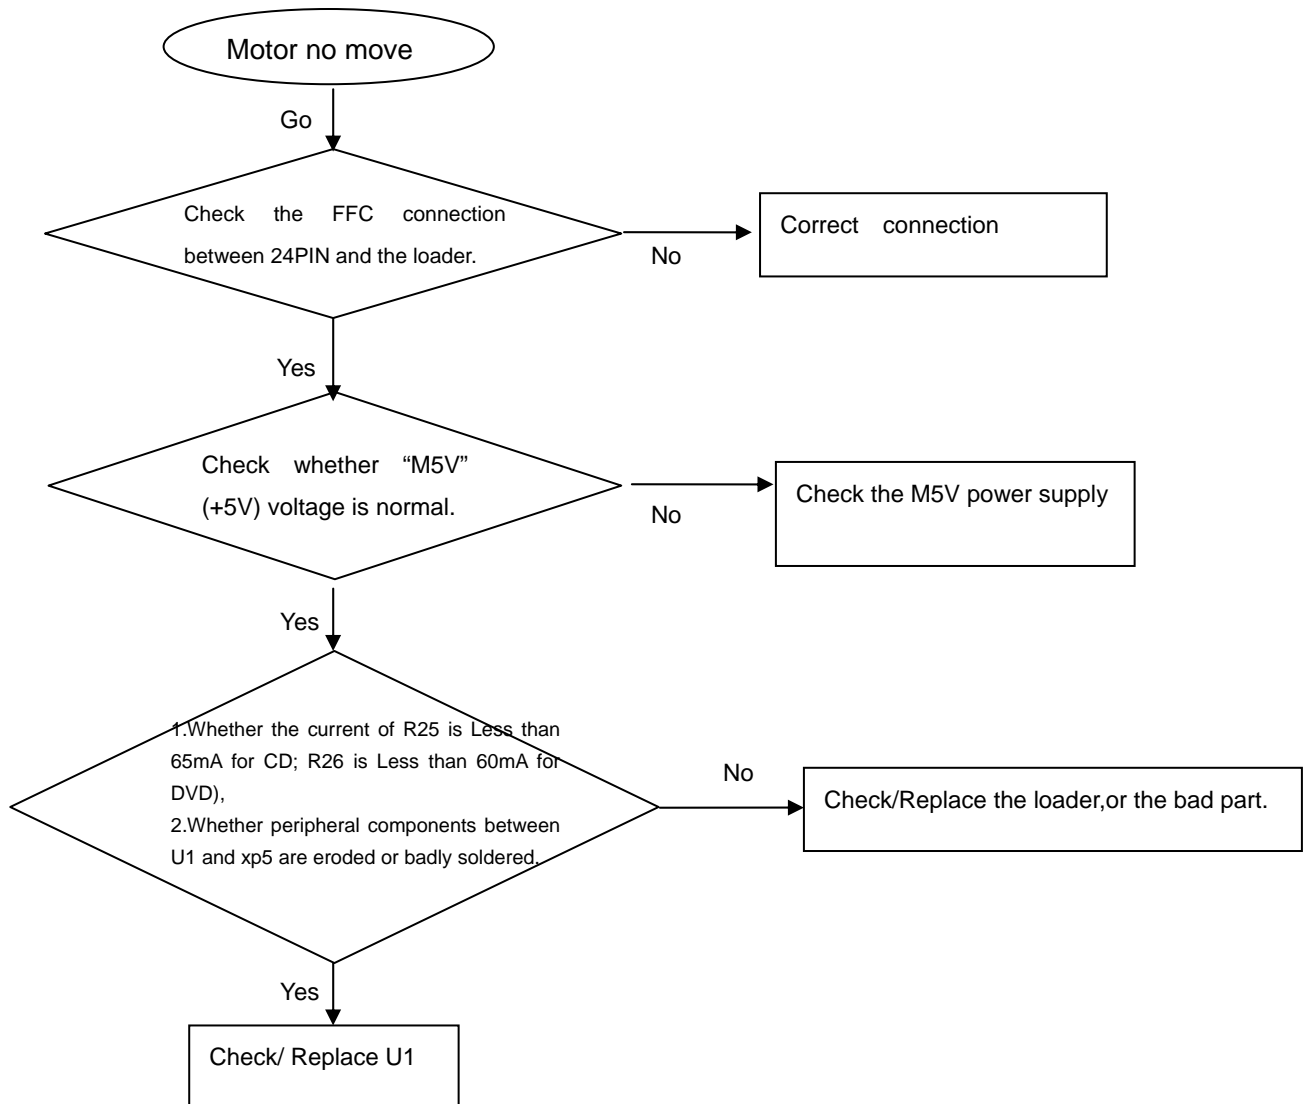 Motor no move
Go
Check the FFC connection
between 24PIN and the loader.
No
Correct connection
Yes
Check whether “M5V”
(+5V) voltage is normal.
No
Check the M5V power supply
Yes
1.Whether the current of R25 is Less than
65mA for CD; R26 is Less than 60mA for
DVD),
2.Whether peripheral components between
U1 and xp5 are eroded or badly soldered.
No
Check/Replace the loader,or the bad part.
Yes
Check/ Replace U1